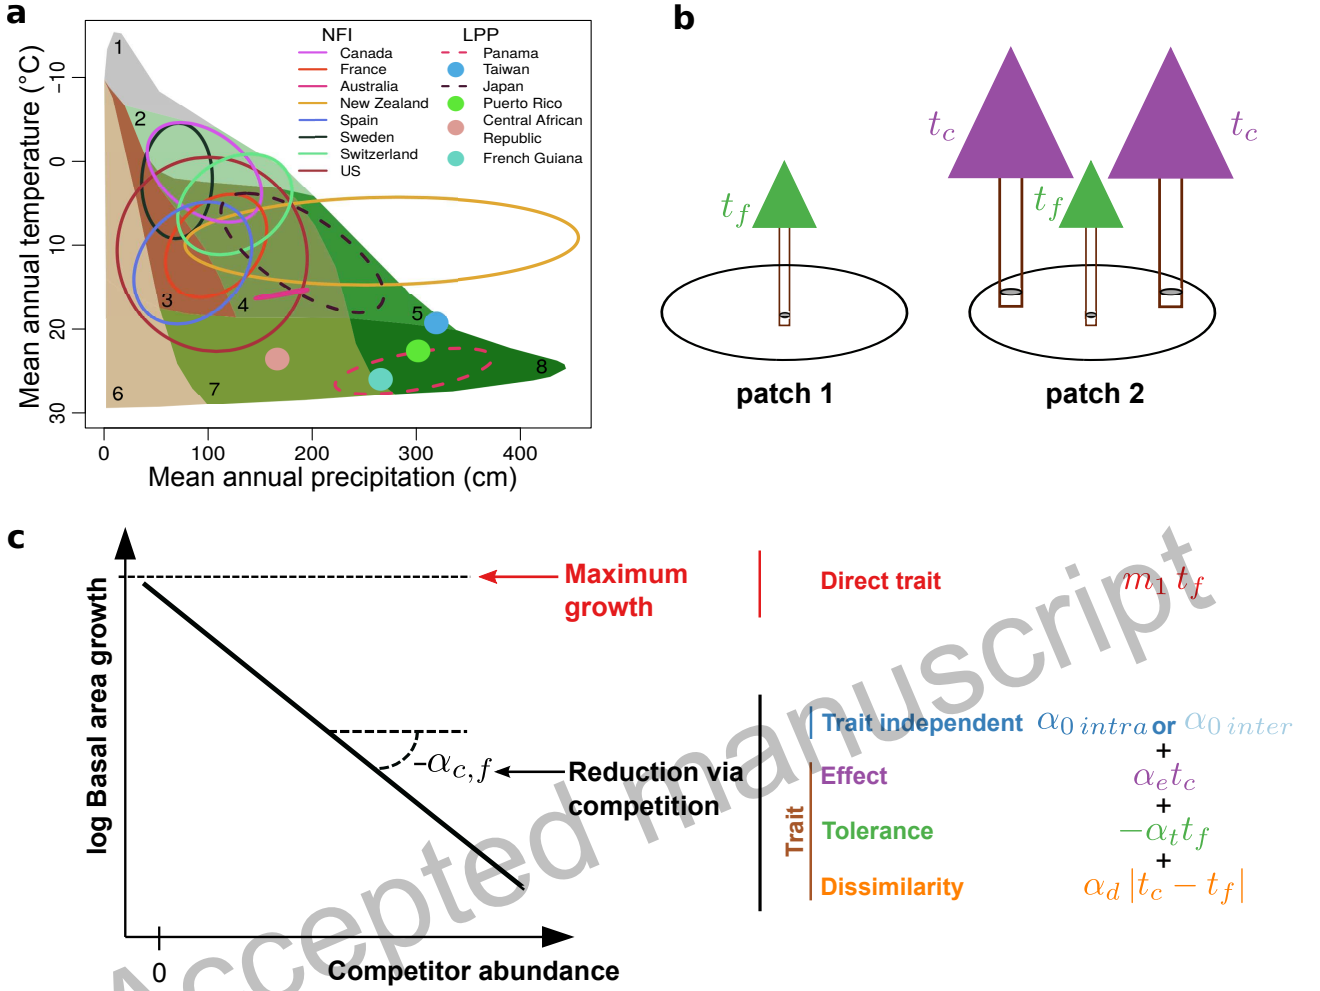 a
Mean annual temperature (°C)
−10
0
10
20
30
1
2
3
4
5
6
7
8
NFI
Canada
France
Australia
New Zealand
Spain
Sweden
Switzerland
US
LPP
Panama
Taiwan
Japan
Puerto Rico
Central African
Republic
French Guiana
0
100
200
300
400
Mean annual precipitation (cm)
b
t_f
patch 1
t_c
t_f
t_c
patch 2
c
log Basal area growth
Maximum
growth
Direct trait
m_1 t_f
−α_{c,f}
Reduction via
competition
Trait independent α_{0 intra} or α_{0 inter}
+
Trait
Effect α_e t_c
+
Tolerance −α_t t_f
+
Dissimilarity α_d |t_c − t_f|
0
Competitor abundance
Accepted manuscript